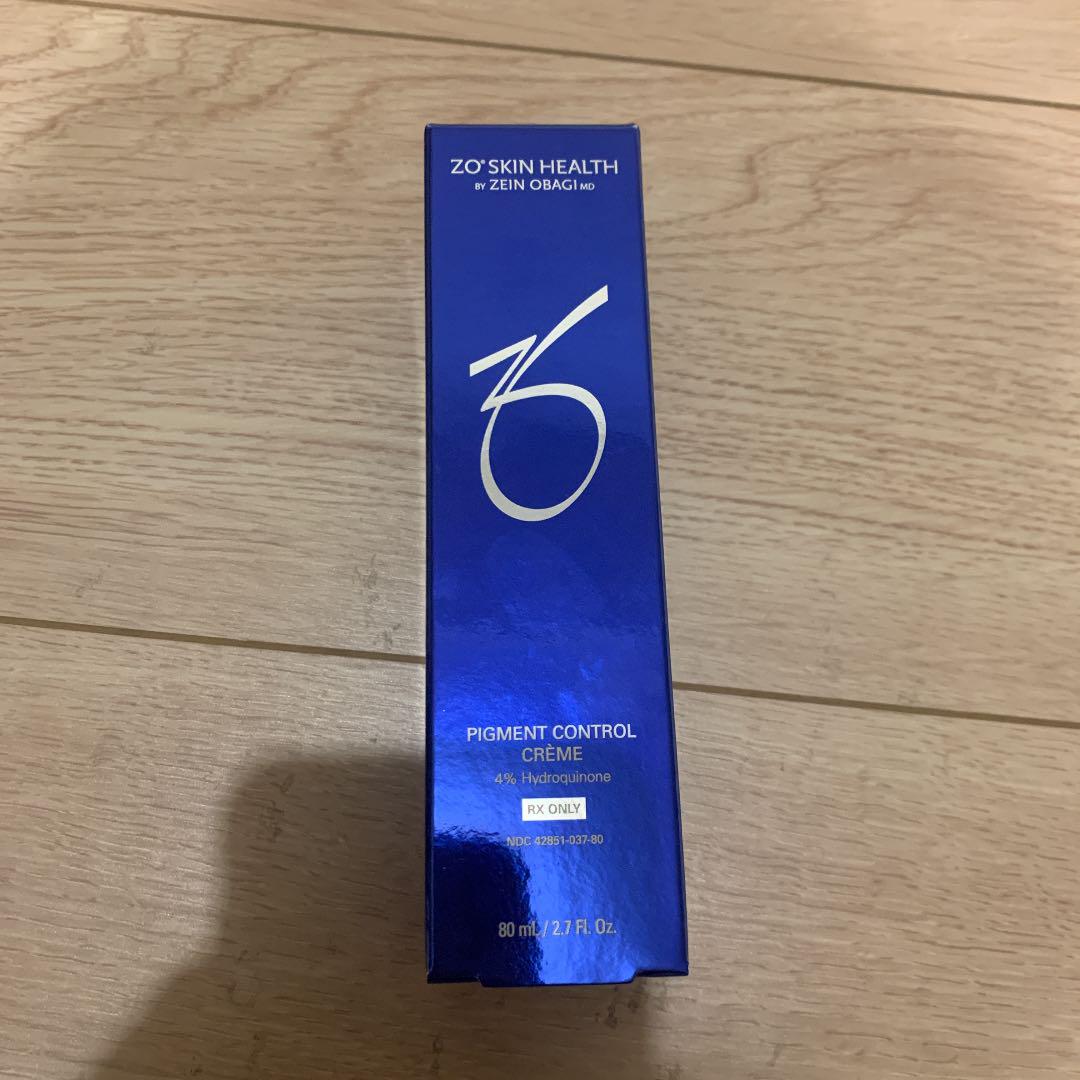 ZO® SKIN HEALTH
BY ZEIN OBAGI MD
ZO
PIGMENT CONTROL
CRÈME
4% Hydroquinone
RX ONLY
NDC 42851-037-80
80 mL / 2.7 Fl. Oz.